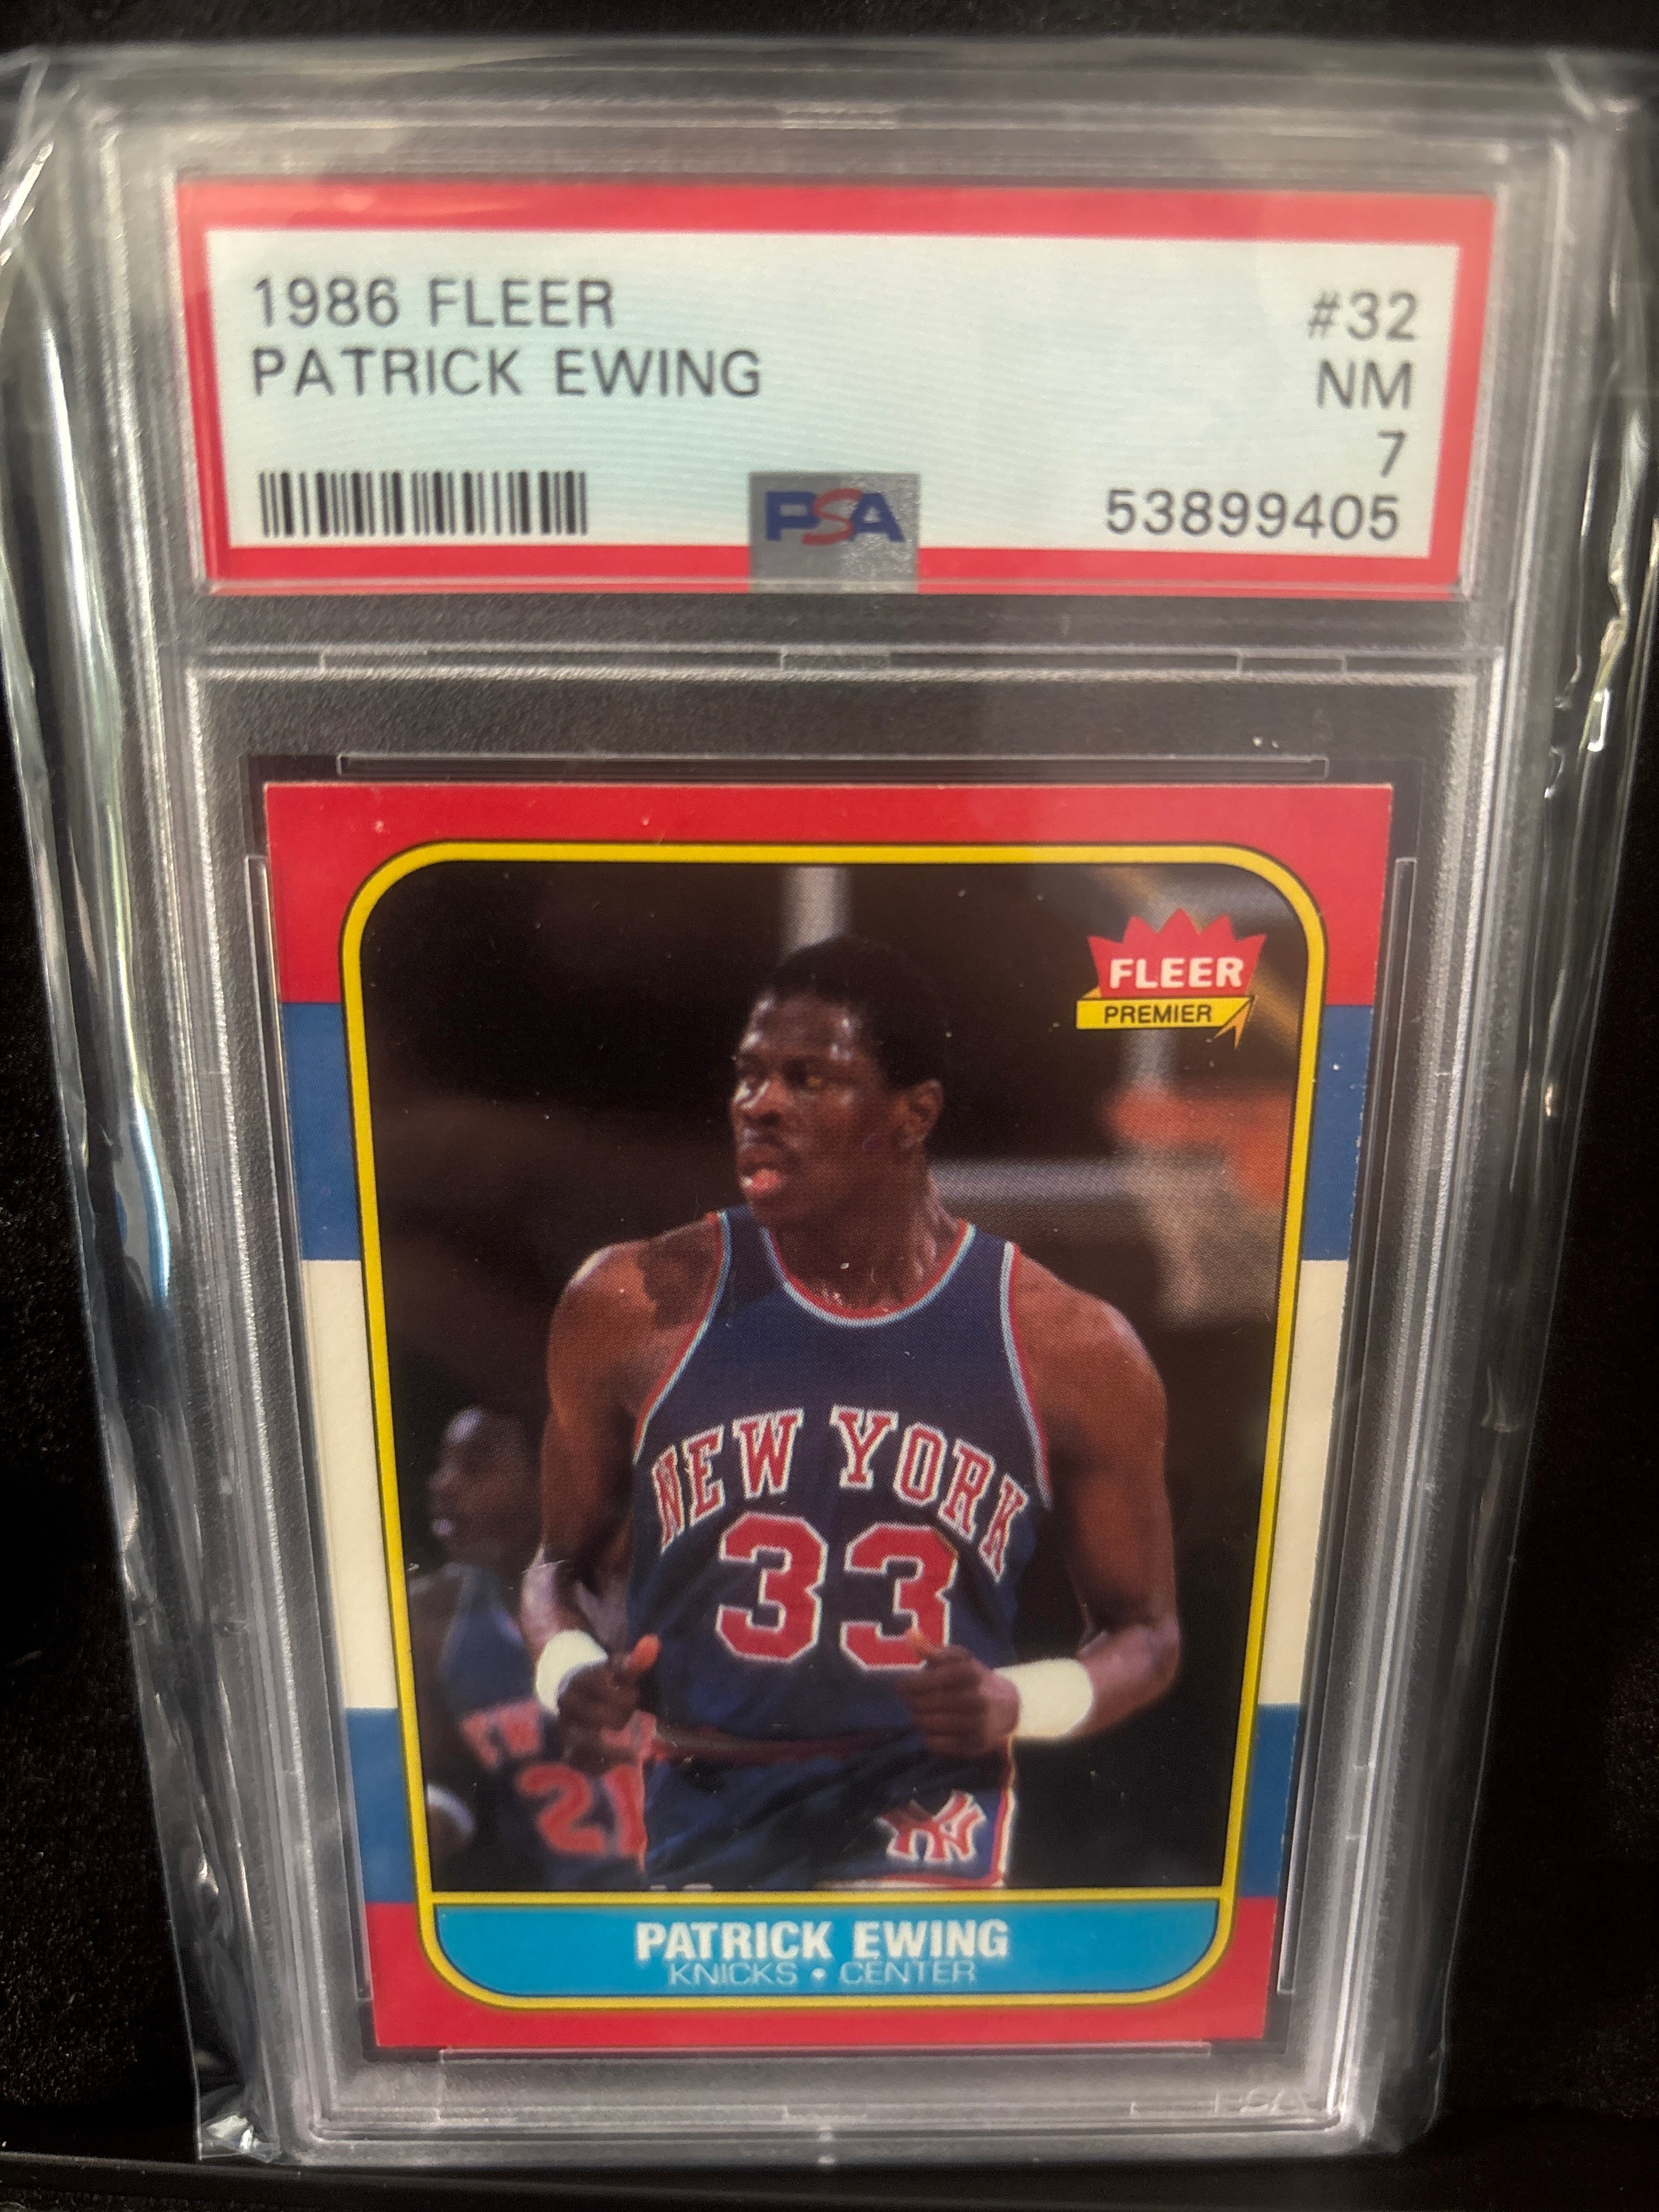 1986 FLEER
PATRICK EWING
#32
NM
7
53899405
PSA
FLEER
PREMIER
NEW YORK
33
21
NY
PATRICK EWING
KNICKS • CENTER